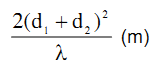 2(d₁ + d₂)²
λ (m)